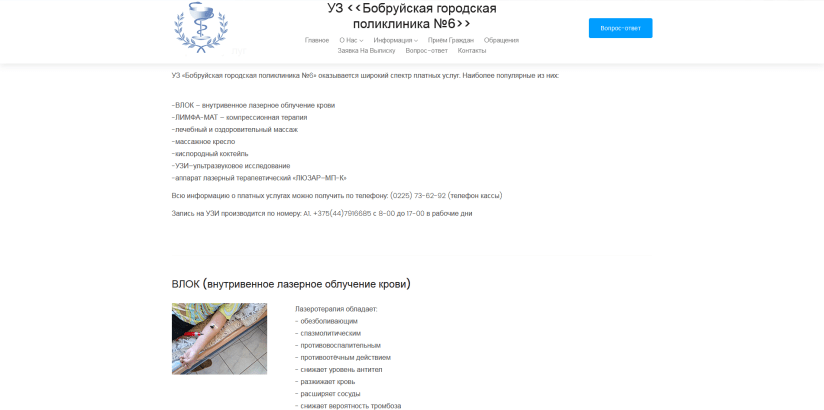 УЗ <<Бобруйская городская
поликлиника №6>>
Вопрос-ответ
Главное О Нас Информация Прием Граждан Обращения
Заявка На Выписку Вопрос-ответ Контакты
УЗ «Бобруйская городская поликлиника №6» оказывается широкий спектр платных услуг. Наиболее популярные из них:
-ВЛОК – внутривенное лазерное облучение крови
-ЛИМФА-МАТ – компрессионная терапия
-лечебный и оздоровительный массаж
-массажное кресло
-кислородный коктейль
-УЗИ–ультразвуковое исследование
-аппарат лазерный терапевтический «ЛЮЗАР–МП-К»
Всю информацию о платных услугах можно получить по телефону: (0225) 73-62-92 (телефон кассы)
Запись на УЗИ производится по номеру: А1. +375(44)7916685 с 8-00 до 17-00 в рабочие дни
ВЛОК (внутривенное лазерное облучение крови)
Лазеротерапия обладает:
- обезболивающим
- спазмолитическим
- противовоспалительным
- противоотёчным действием
- снижает уровень антител
- разжижает кровь
- расширяет сосуды
- снижает вероятность тромбоза